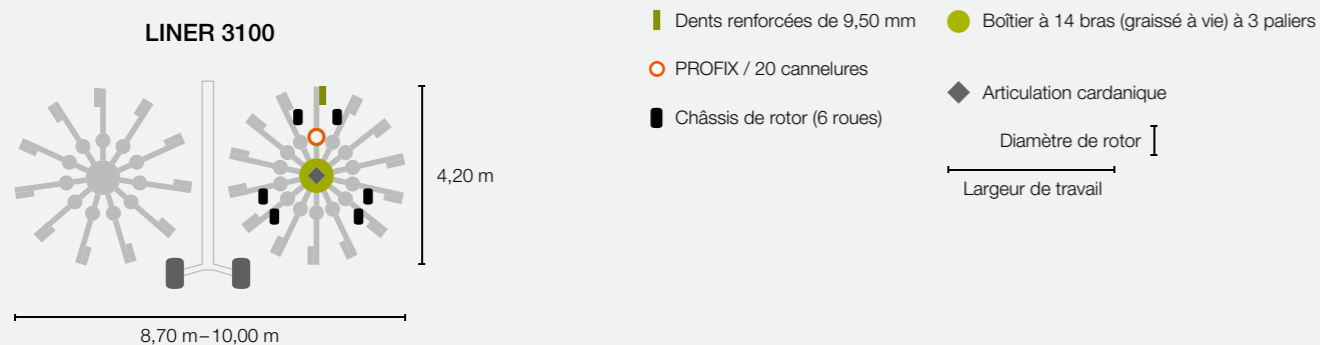 LINER 3100
4,20 m
8,70 m–10,00 m
Dents renforcées de 9,50 mm
PROFIX / 20 cannelures
Châssis de rotor (6 roues)
Boîtier à 14 bras (graissé à vie) à 3 paliers
Articulation cardanique
Diamètre de rotor
Largeur de travail